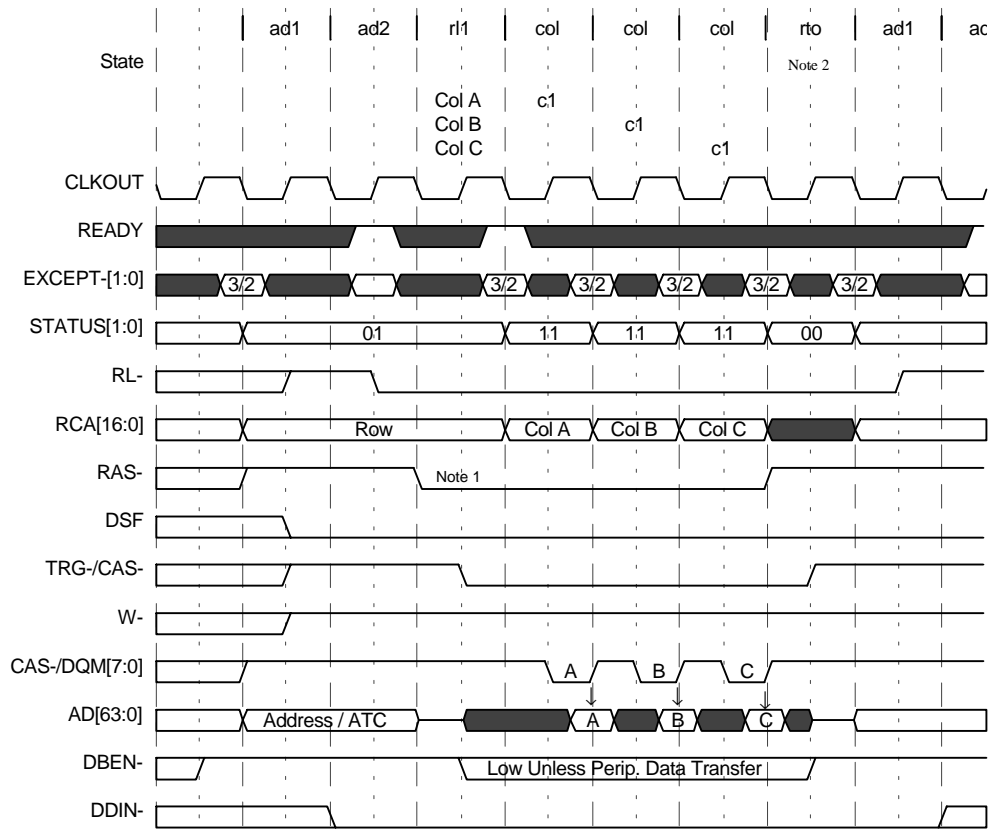 ad1 ad2 rl1 col col col rto ad1 ad
State Note 2
Col A c1
Col B c1
Col C c1
CLKOUT
READY
EXCEPT-[1:0] 3/2 3/2 3/2 3/2 3/2 3/2
STATUS[1:0] 01 11 11 11 00
RL-
RCA[16:0] Row Col A Col B Col C
RAS- Note 1
DSF
TRG-/CAS-
W-
CAS-/DQM[7:0] A B C
AD[63:0] Address / ATC A B C
DBEN- Low Unless Perip. Data Transfer
DDIN-